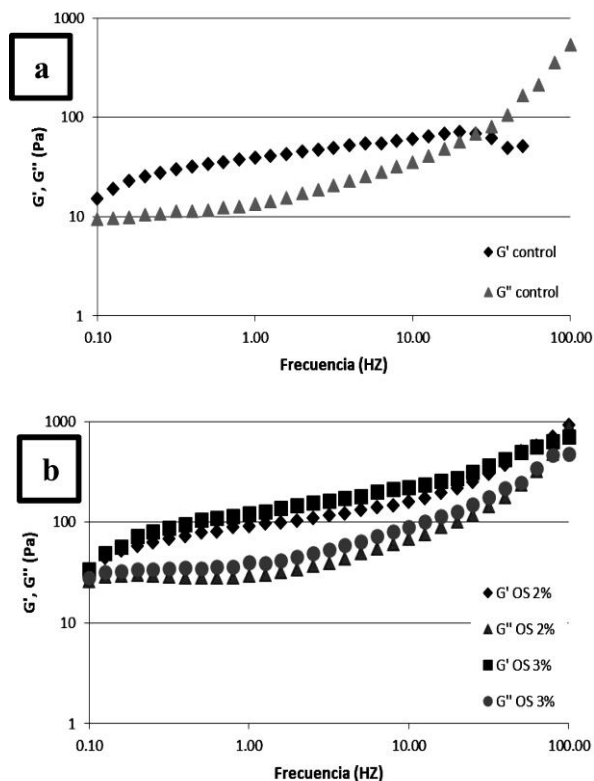 a
1000
100
10
1
G', G'' (Pa)
0.10 1.00 10.00 100.00
Frecuencia (HZ)
G' control
G'' control
b
1000
100
10
1
G', G'' (Pa)
0.10 1.00 10.00 100.00
Frecuencia (HZ)
G' OS 2%
G'' OS 2%
G' OS 3%
G'' OS 3%